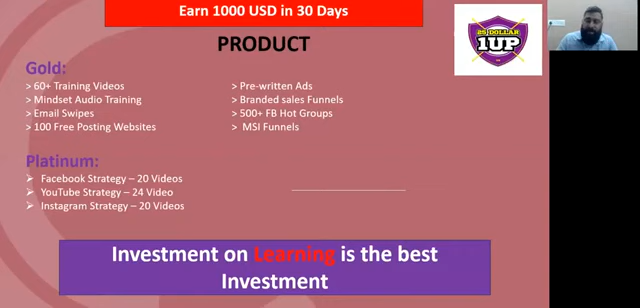 Earn 1000 USD in 30 Days
PRODUCT
25 DOLLAR
1UP
Gold:
> 60+ Training Videos
> Mindset Audio Training
> Email Swipes
> 100 Free Posting Websites
> Pre-written Ads
> Branded sales Funnels
> 500+ FB Hot Groups
> MSI Funnels
Platinum:
➢ Facebook Strategy – 20 Videos
➢ YouTube Strategy – 24 Video
➢ Instagram Strategy – 20 Videos
Investment on Learning is the best
Investment